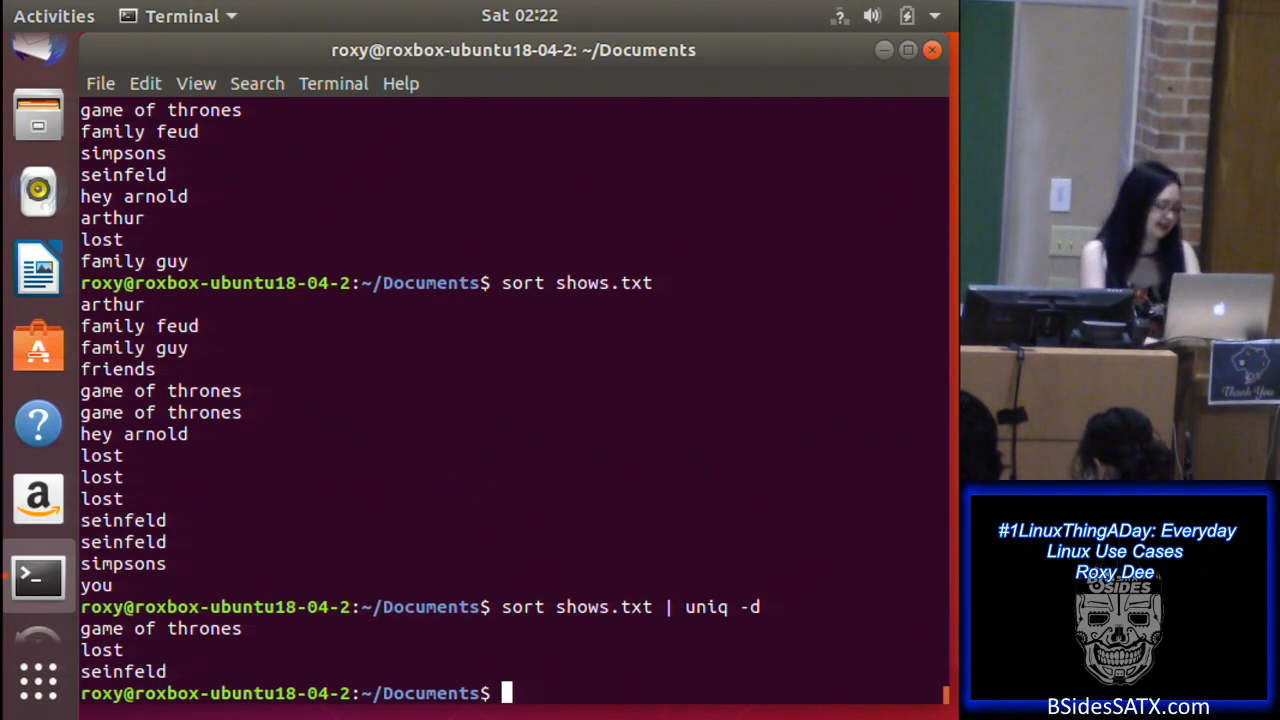 Activities
Terminal
Sat 02:22
roxy@roxbox-ubuntu18-04-2: ~/Documents
File Edit View Search Terminal Help
game of thrones
family feud
simpsons
seinfeld
hey arnold
arthur
lost
family guy
roxy@roxbox-ubuntu18-04-2:~/Documents$ sort shows.txt
arthur
family feud
family guy
friends
game of thrones
game of thrones
hey arnold
lost
lost
lost
seinfeld
seinfeld
simpsons
you
roxy@roxbox-ubuntu18-04-2:~/Documents$ sort shows.txt | uniq -d
game of thrones
lost
seinfeld
roxy@roxbox-ubuntu18-04-2:~/Documents$
Thank You
#1LinuxThingADay: Everyday
Linux Use Cases
Roxy Dee
BSIDES
BSidesSATX.com